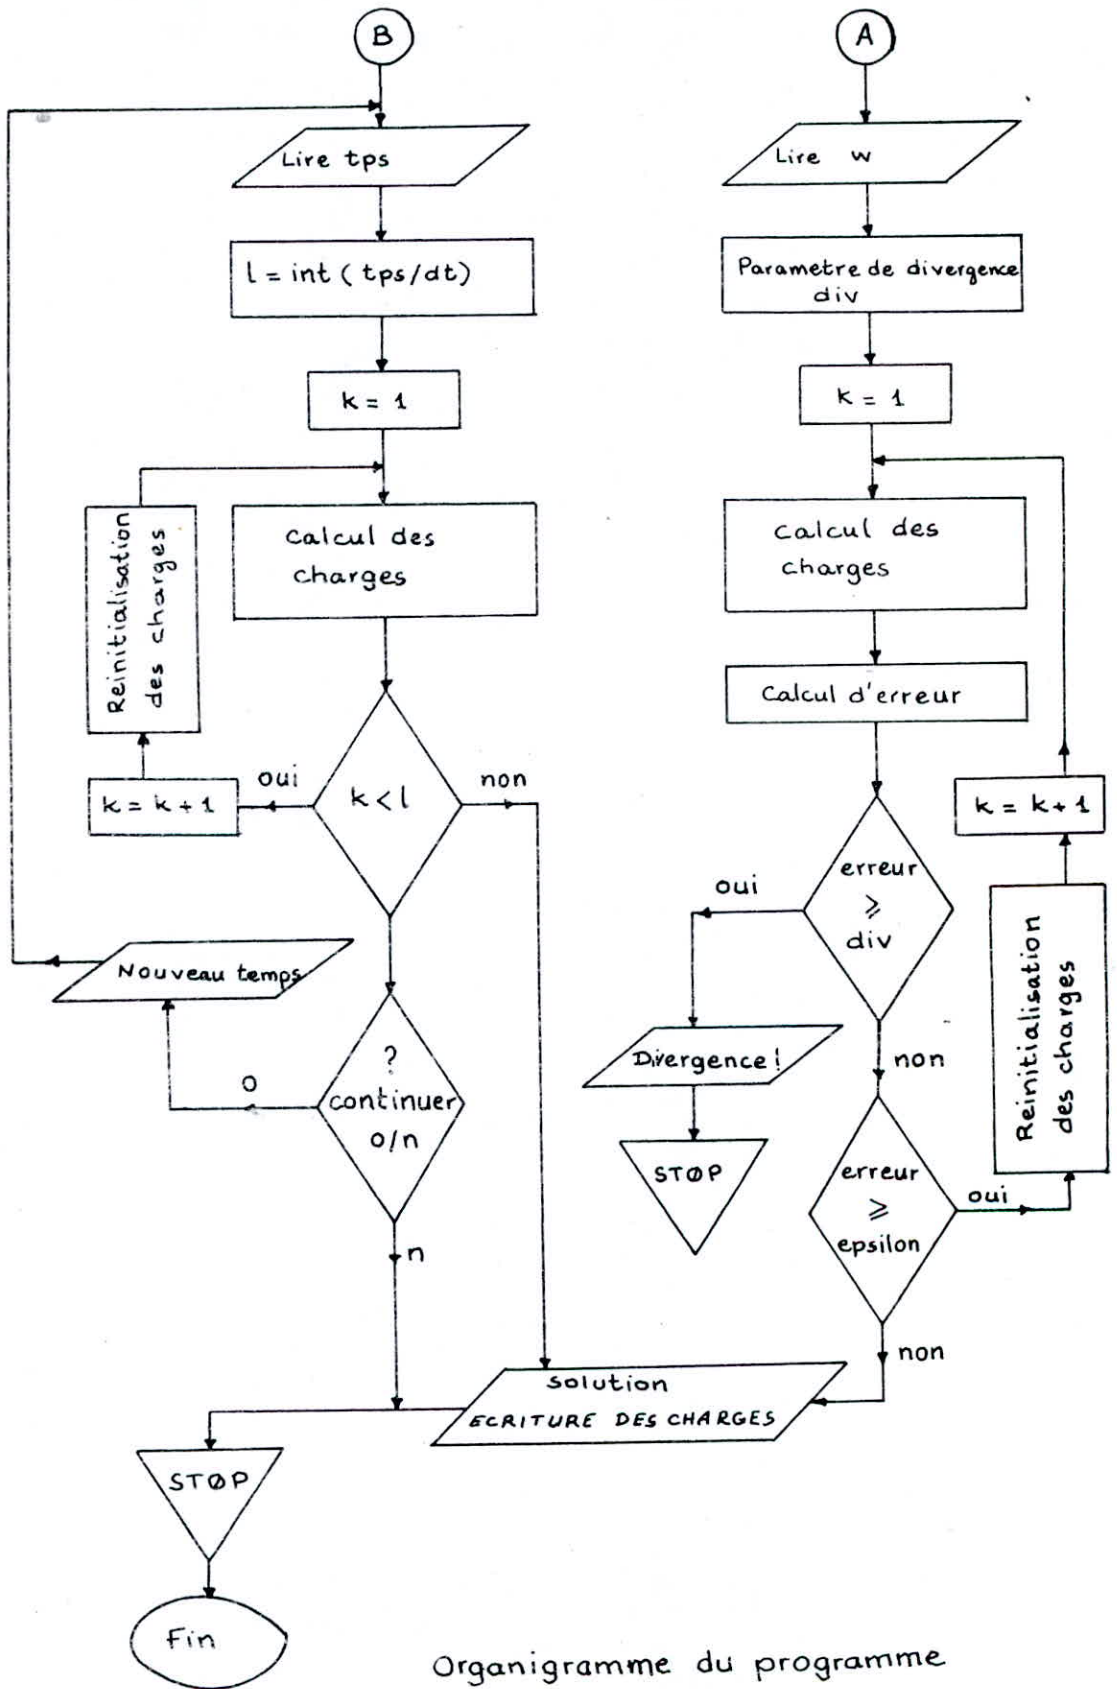 B
Lire tps
l = int ( tps/dt)
k = 1
Calcul des
charges
Reinitialisation
des charges
k = k + 1
oui
k < l
non
Nouveau temps
?
continuer
o/n
O
n
A
Lire w
Parametre de divergence
div
k = 1
Calcul des
charges
Calcul d'erreur
erreur
⩾
div
oui
Divergence !
STØP
non
erreur
⩾
epsilon
oui
Reinitialisation
des charges
k = k + 1
non
Solution
ECRITURE DES CHARGES
STØP
Fin
Organigramme du programme